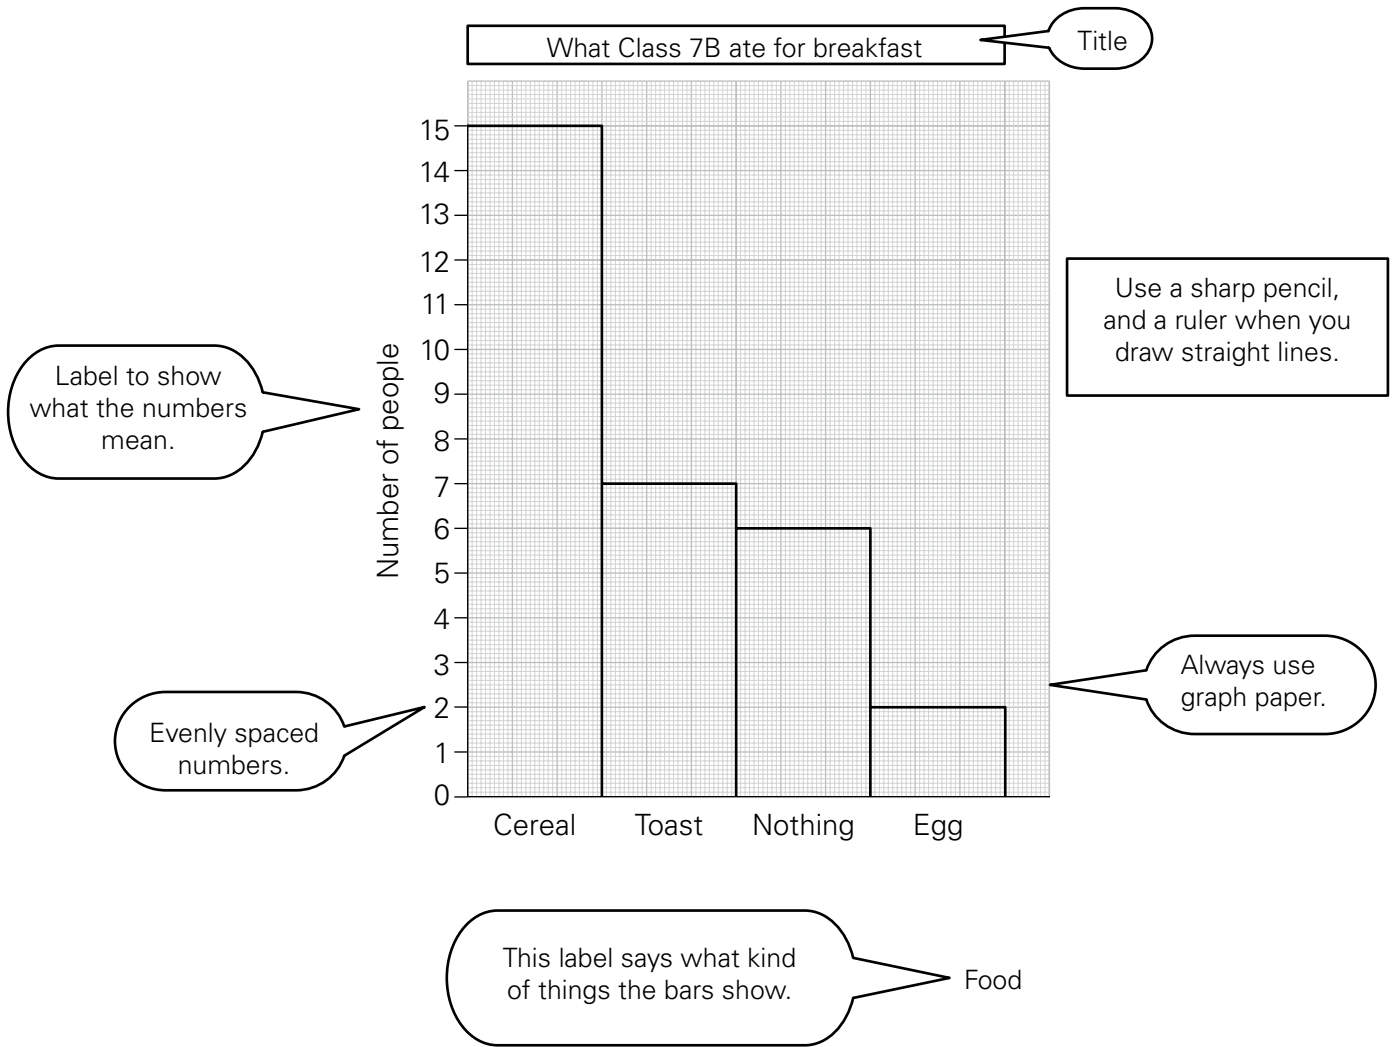 What Class 7B ate for breakfast
Title
15
14
13
12
11
10
9
8
7
6
5
4
3
2
1
0
Number of people
Label to show
what the numbers
mean.
Use a sharp pencil,
and a ruler when you
draw straight lines.
Evenly spaced
numbers.
Always use
graph paper.
Cereal Toast Nothing Egg
This label says what kind
of things the bars show.
Food